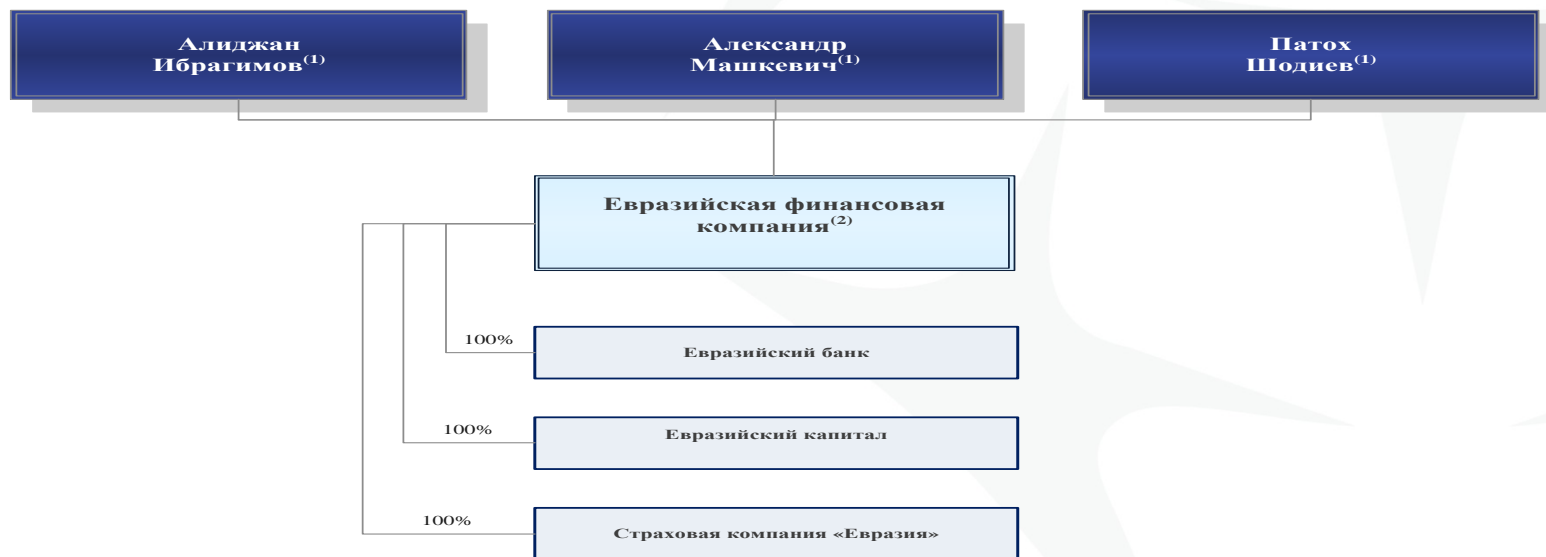 Алиджан
Ибрагимов(1)
Александр
Машкевич(1)
Патох
Шодиев(1)
Евразийская финансовая
компания(2)
100%
Евразийский банк
100%
Евразийский капитал
100%
Страховая компания «Евразия»